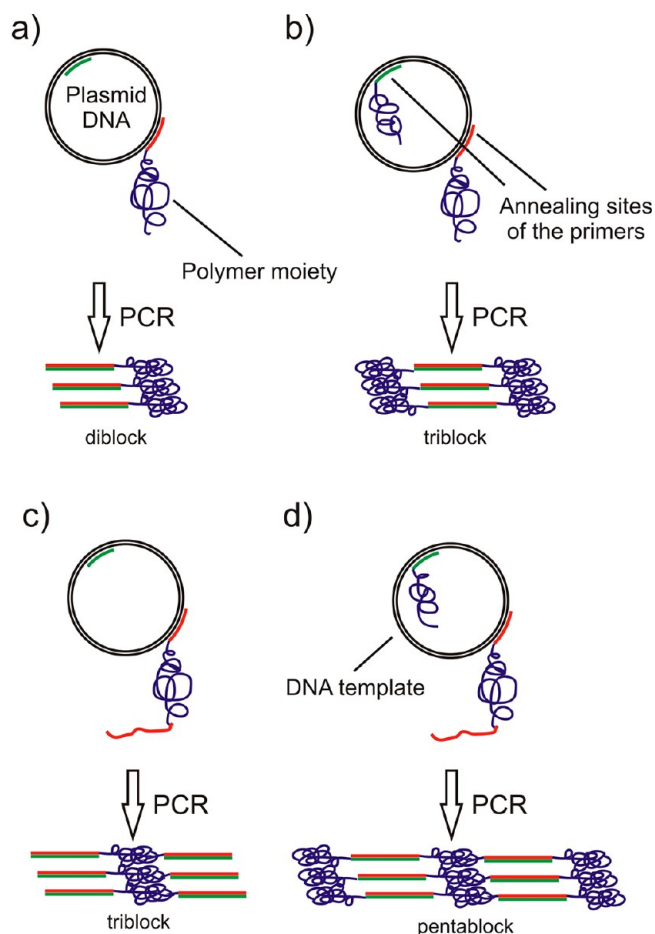 a)
Plasmid
DNA
Polymer moiety
PCR
diblock
b)
Annealing sites
of the primers
PCR
triblock
c)
PCR
triblock
d)
DNA template
PCR
pentablock